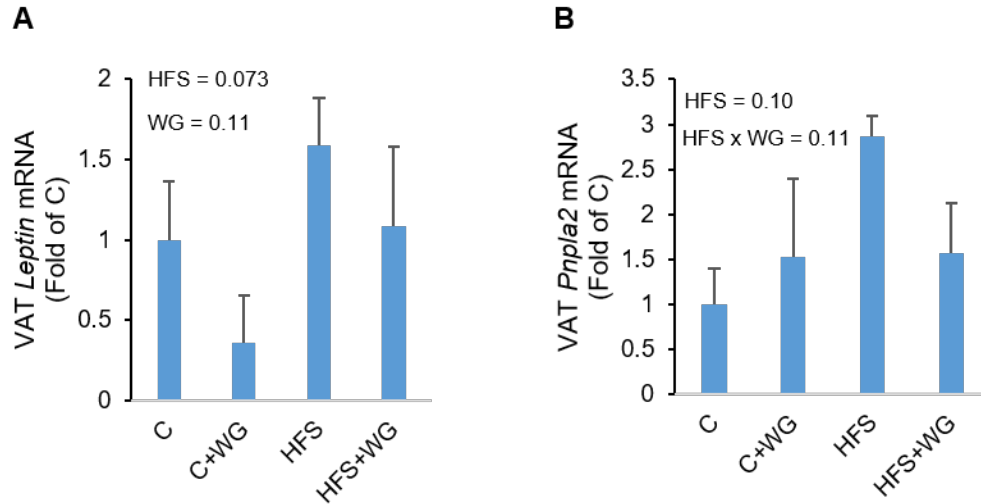 A
VAT Leptin mRNA
(Fold of C)
2
1.5
1
0.5
0
HFS = 0.073
WG = 0.11
C
C+WG
HFS
HFS+WG
B
VAT Pnpla2 mRNA
(Fold of C)
3.5
3
2.5
2
1.5
1
0.5
0
HFS = 0.10
HFS x WG = 0.11
C
C+WG
HFS
HFS+WG